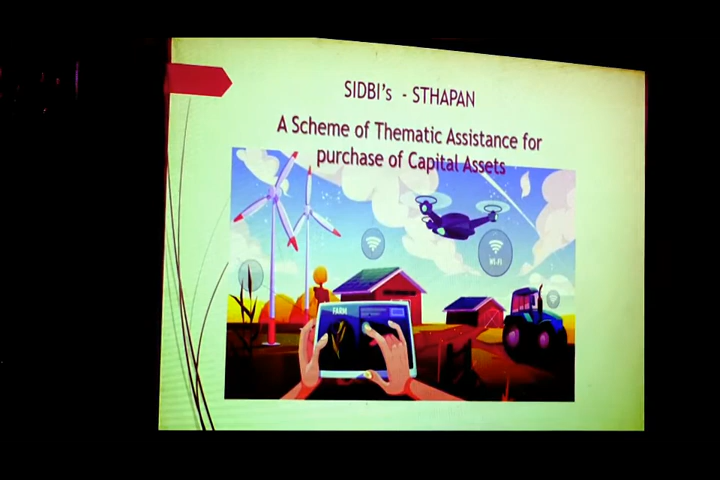 SIDBI's - STHAPAN
A Scheme of Thematic Assistance for
purchase of Capital Assets
WI-FI
FARM